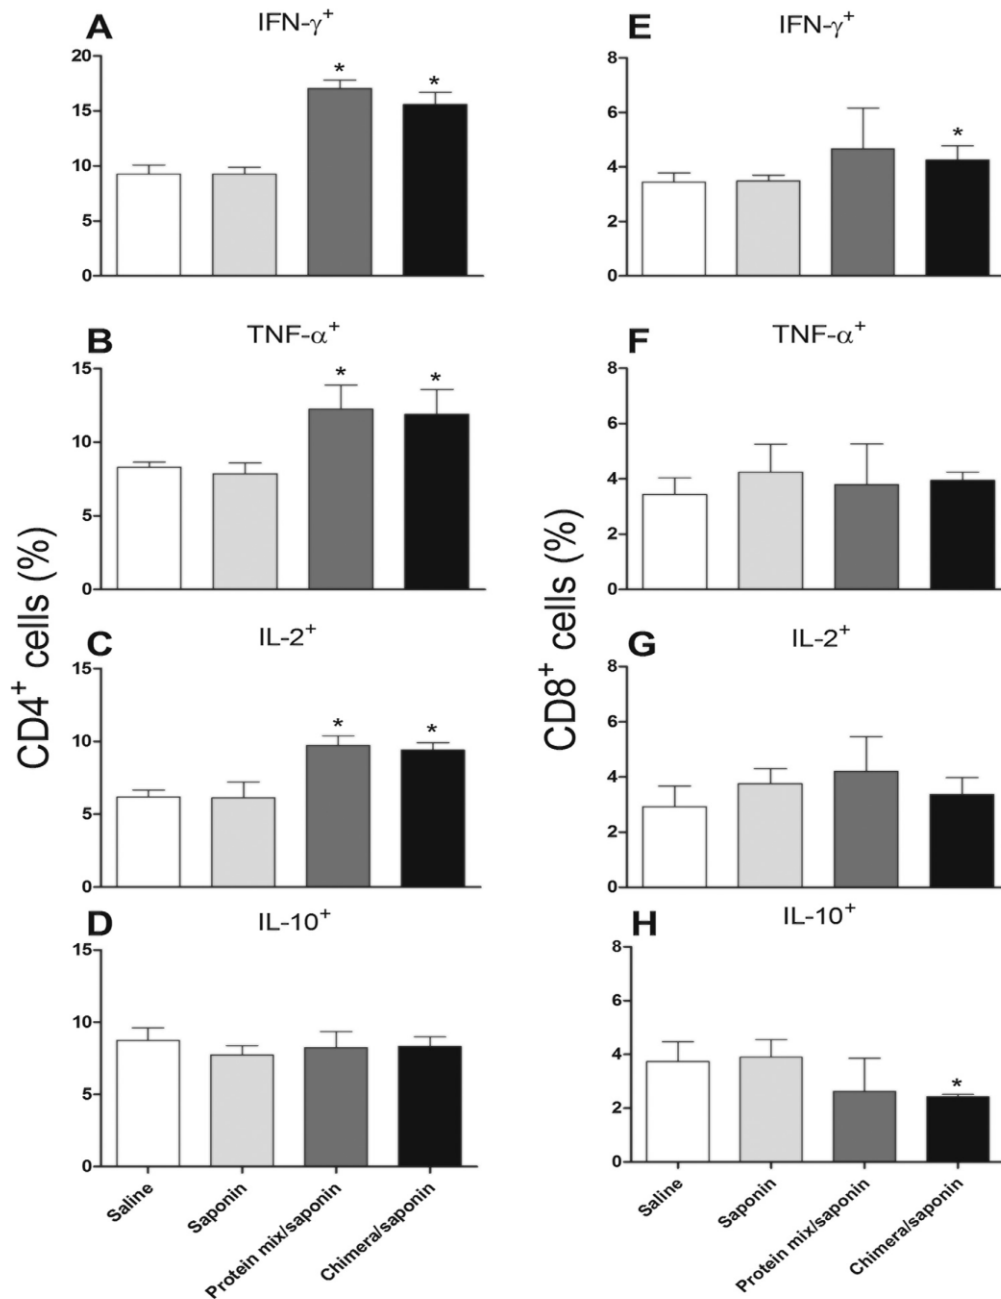 A
IFN-γ+
20
15
10
5
0
*
*
B
TNF-α+
15
10
5
0
*
*
C
IL-2+
15
10
5
0
*
*
D
IL-10+
15
10
5
0
CD4+ cells (%)
Saline
Saponin
Protein mix/saponin
Chimera/saponin
E
IFN-γ+
8
6
4
2
0
*
F
TNF-α+
8
6
4
2
0
G
IL-2+
8
6
4
2
0
H
IL-10+
8
6
4
2
0
*
CD8+ cells (%)
Saline
Saponin
Protein mix/saponin
Chimera/saponin